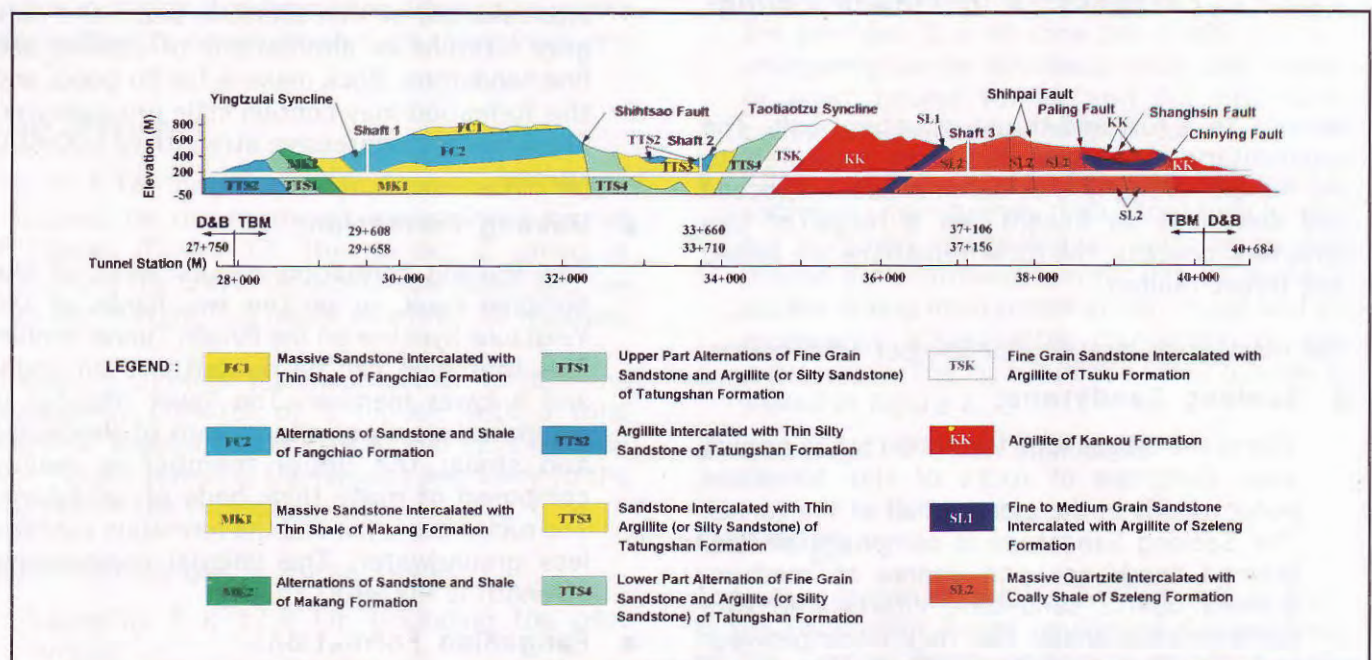 Yingtzulai Syncline
Shaft 1
Shihtsao Fault
Shaft 2
Tiotiaotzu Syncline
Shaft 3
Shihpai Fault
Paling Fault
Shanghsin Fault
Chinying Fault
Elevation (M)
800
400
200
-50
TTS2
MK2
TTS1
FC1
FC2
MK1
TTS2
TTS3
TTS4
TTS4
TSK
KK
SL1
SL2
SL2
SL2
KK
KK
SL2
D&B TBM
TBM D&B
27+750
29+608
29+658
33+660
33+710
37+106
37+156
40+684
Tunnel Station (M)
28+000
30+000
32+000
34+000
36+000
38+000
40+000
LEGEND :
FC1
Massive Sandstone Intercalated with
Thin Shale of Fangchiao Formation
FC2
Alternations of Sandstone and Shale
of Fangchiao Formation
MK1
Massive Sandstone Intercalated with
Thin Shale of Makang Formation
MK2
Alternations of Sandstone and Shale
of Makang Formation
TTS1
Upper Part Alternations of Fine Grain
Sandstone and Argillite (or Silty Sandstone)
of Tatungshan Formation
TTS2
Argillite Intercalated with Thin Silty
Sandstone of Tatungshan Formation
TTS3
Sandstone Intercalated with Thin
Argillite (or Silty Sandstone) of
Tatungshan Formation
TTS4
Lower Part Alternation of Fine Grain
Sandstone and Argillite (or Silty
Sandstone) of Tatungshan Formation
TSK
Fine Grain Sandstone Intercalated with
Argillite of Tsuku Formation
KK
Argillite of Kankou Formation
SL1
Fine to Medium Grain Sandstone
Intercalated with Argillite of Szeleng
Formation
SL2
Massive Quartzite Intercalated with
Coally Shale of Szeleng Formation